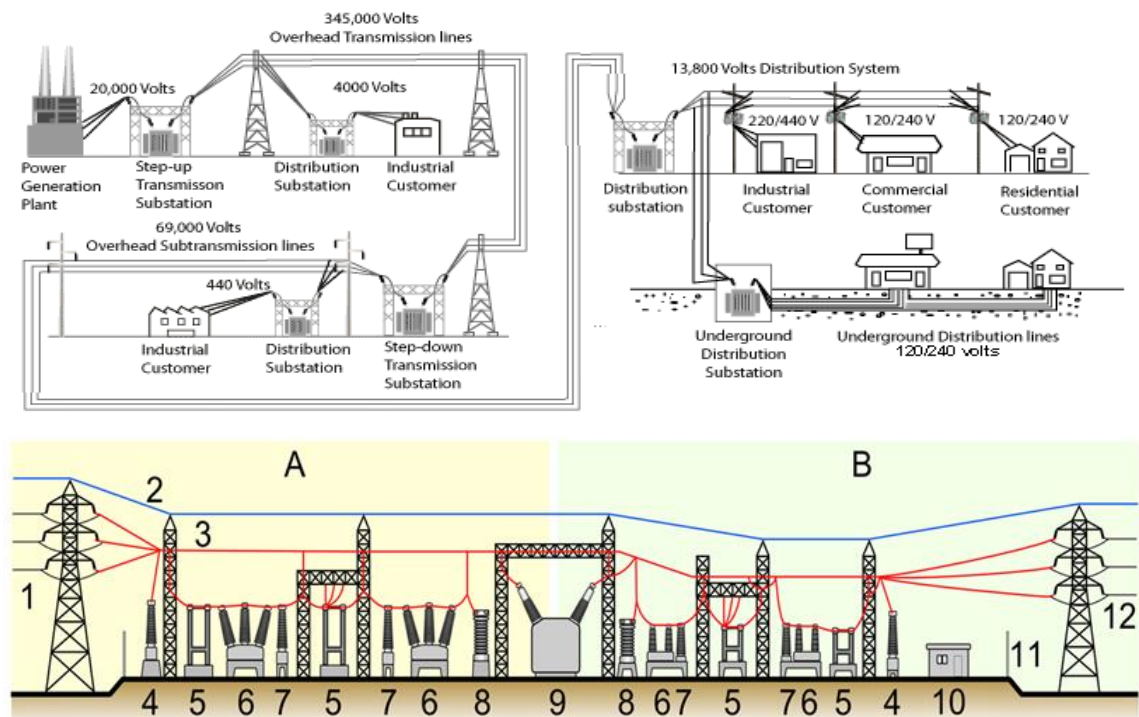 345,000 Volts
Overhead Transmission lines
20,000 Volts
4000 Volts
Power
Generation
Plant
Step-up
Transmisson
Substation
Distribution
Substation
Industrial
Customer
69,000 Volts
Overhead Subtransmission lines
440 Volts
Industrial
Customer
Distribution
Substation
Step-down
Transmission
Substation
13,800 Volts Distribution System
220/440 V
120/240 V
120/240 V
Distribution
substation
Industrial
Customer
Commercial
Customer
Residential
Customer
Underground
Distribution
Substation
Underground Distribution lines
120/240 volts
A
B
1
2
3
12
11
4 5 6 7 5 7 6 8 9 8 6 7 5 7 6 5 4 10